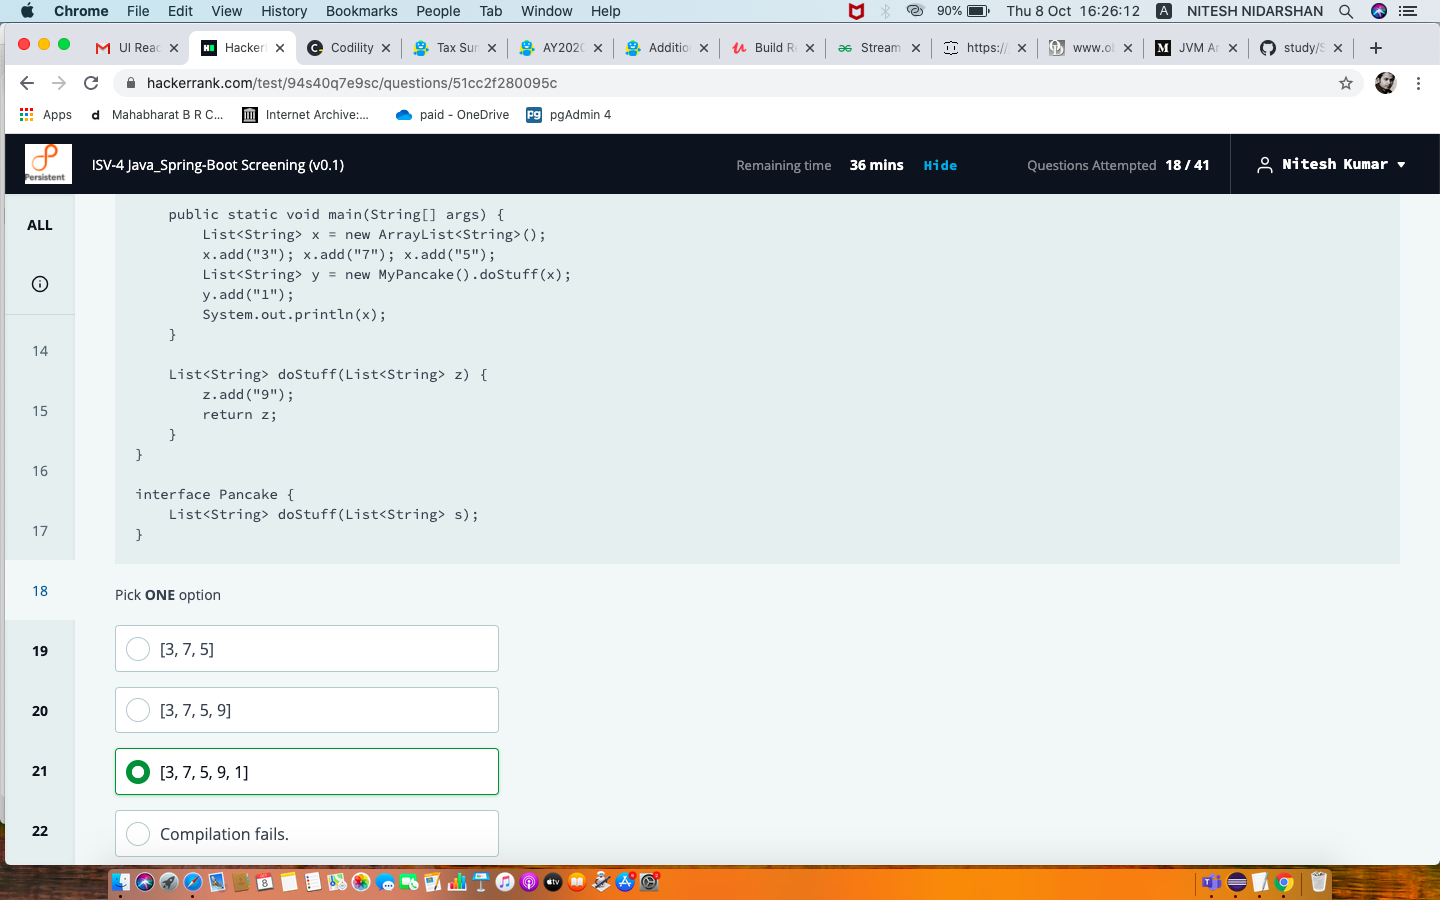 Chrome File Edit View History Bookmarks People Tab Window Help 90% Thu 8 Oct 16:26:12 A NITESH NIDARSHAN
UI Reac Hacker Codility Tax Sur AY202 Additio Build R Stream https:// www.o JVM Ar study/S
hackerrank.com/test/94s40q7e9sc/questions/51cc2f280095c
Apps d Mahabharat B R C... Internet Archive:... paid - OneDrive pg pgAdmin 4
Persistent ISV-4 Java_Spring-Boot Screening (v0.1) Remaining time 36 mins Hide Questions Attempted 18 / 41 Nitesh Kumar
ALL
14
15
16
17
18
19
20
21
22
public static void main(String[] args) {
List<String> x = new ArrayList<String>();
x.add("3"); x.add("7"); x.add("5");
List<String> y = new MyPancake().doStuff(x);
y.add("1");
System.out.println(x);
}
List<String> doStuff(List<String> z) {
z.add("9");
return z;
}
}
interface Pancake {
List<String> doStuff(List<String> s);
}
Pick ONE option
[3, 7, 5]
[3, 7, 5, 9]
[3, 7, 5, 9, 1]
Compilation fails.
8
tv